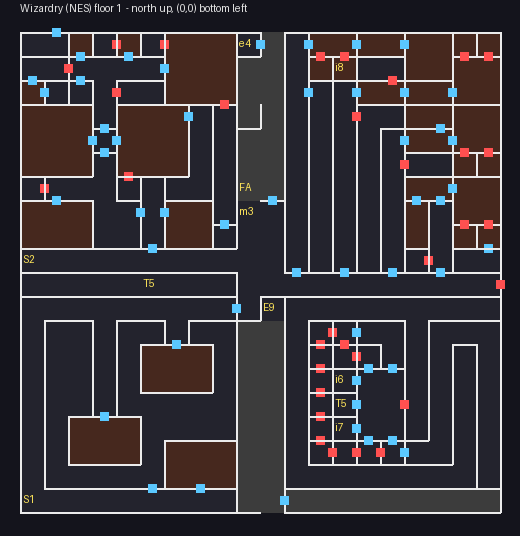 Wizardry (NES) floor 1 - north up, (0,0) bottom left
e4
i8
FA
m3
S2
T5
E9
i6
T5
i7
S1